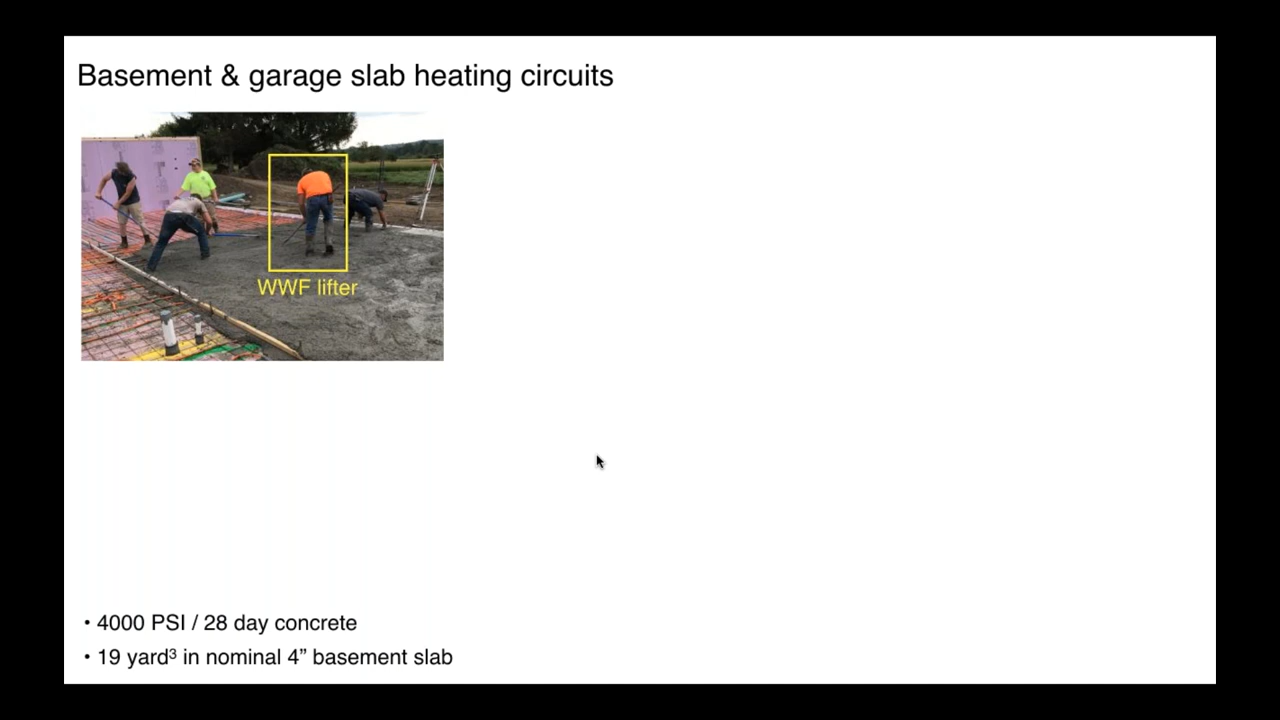 Basement & garage slab heating circuits
WWF lifter
• 4000 PSI / 28 day concrete
• 19 yard³ in nominal 4” basement slab